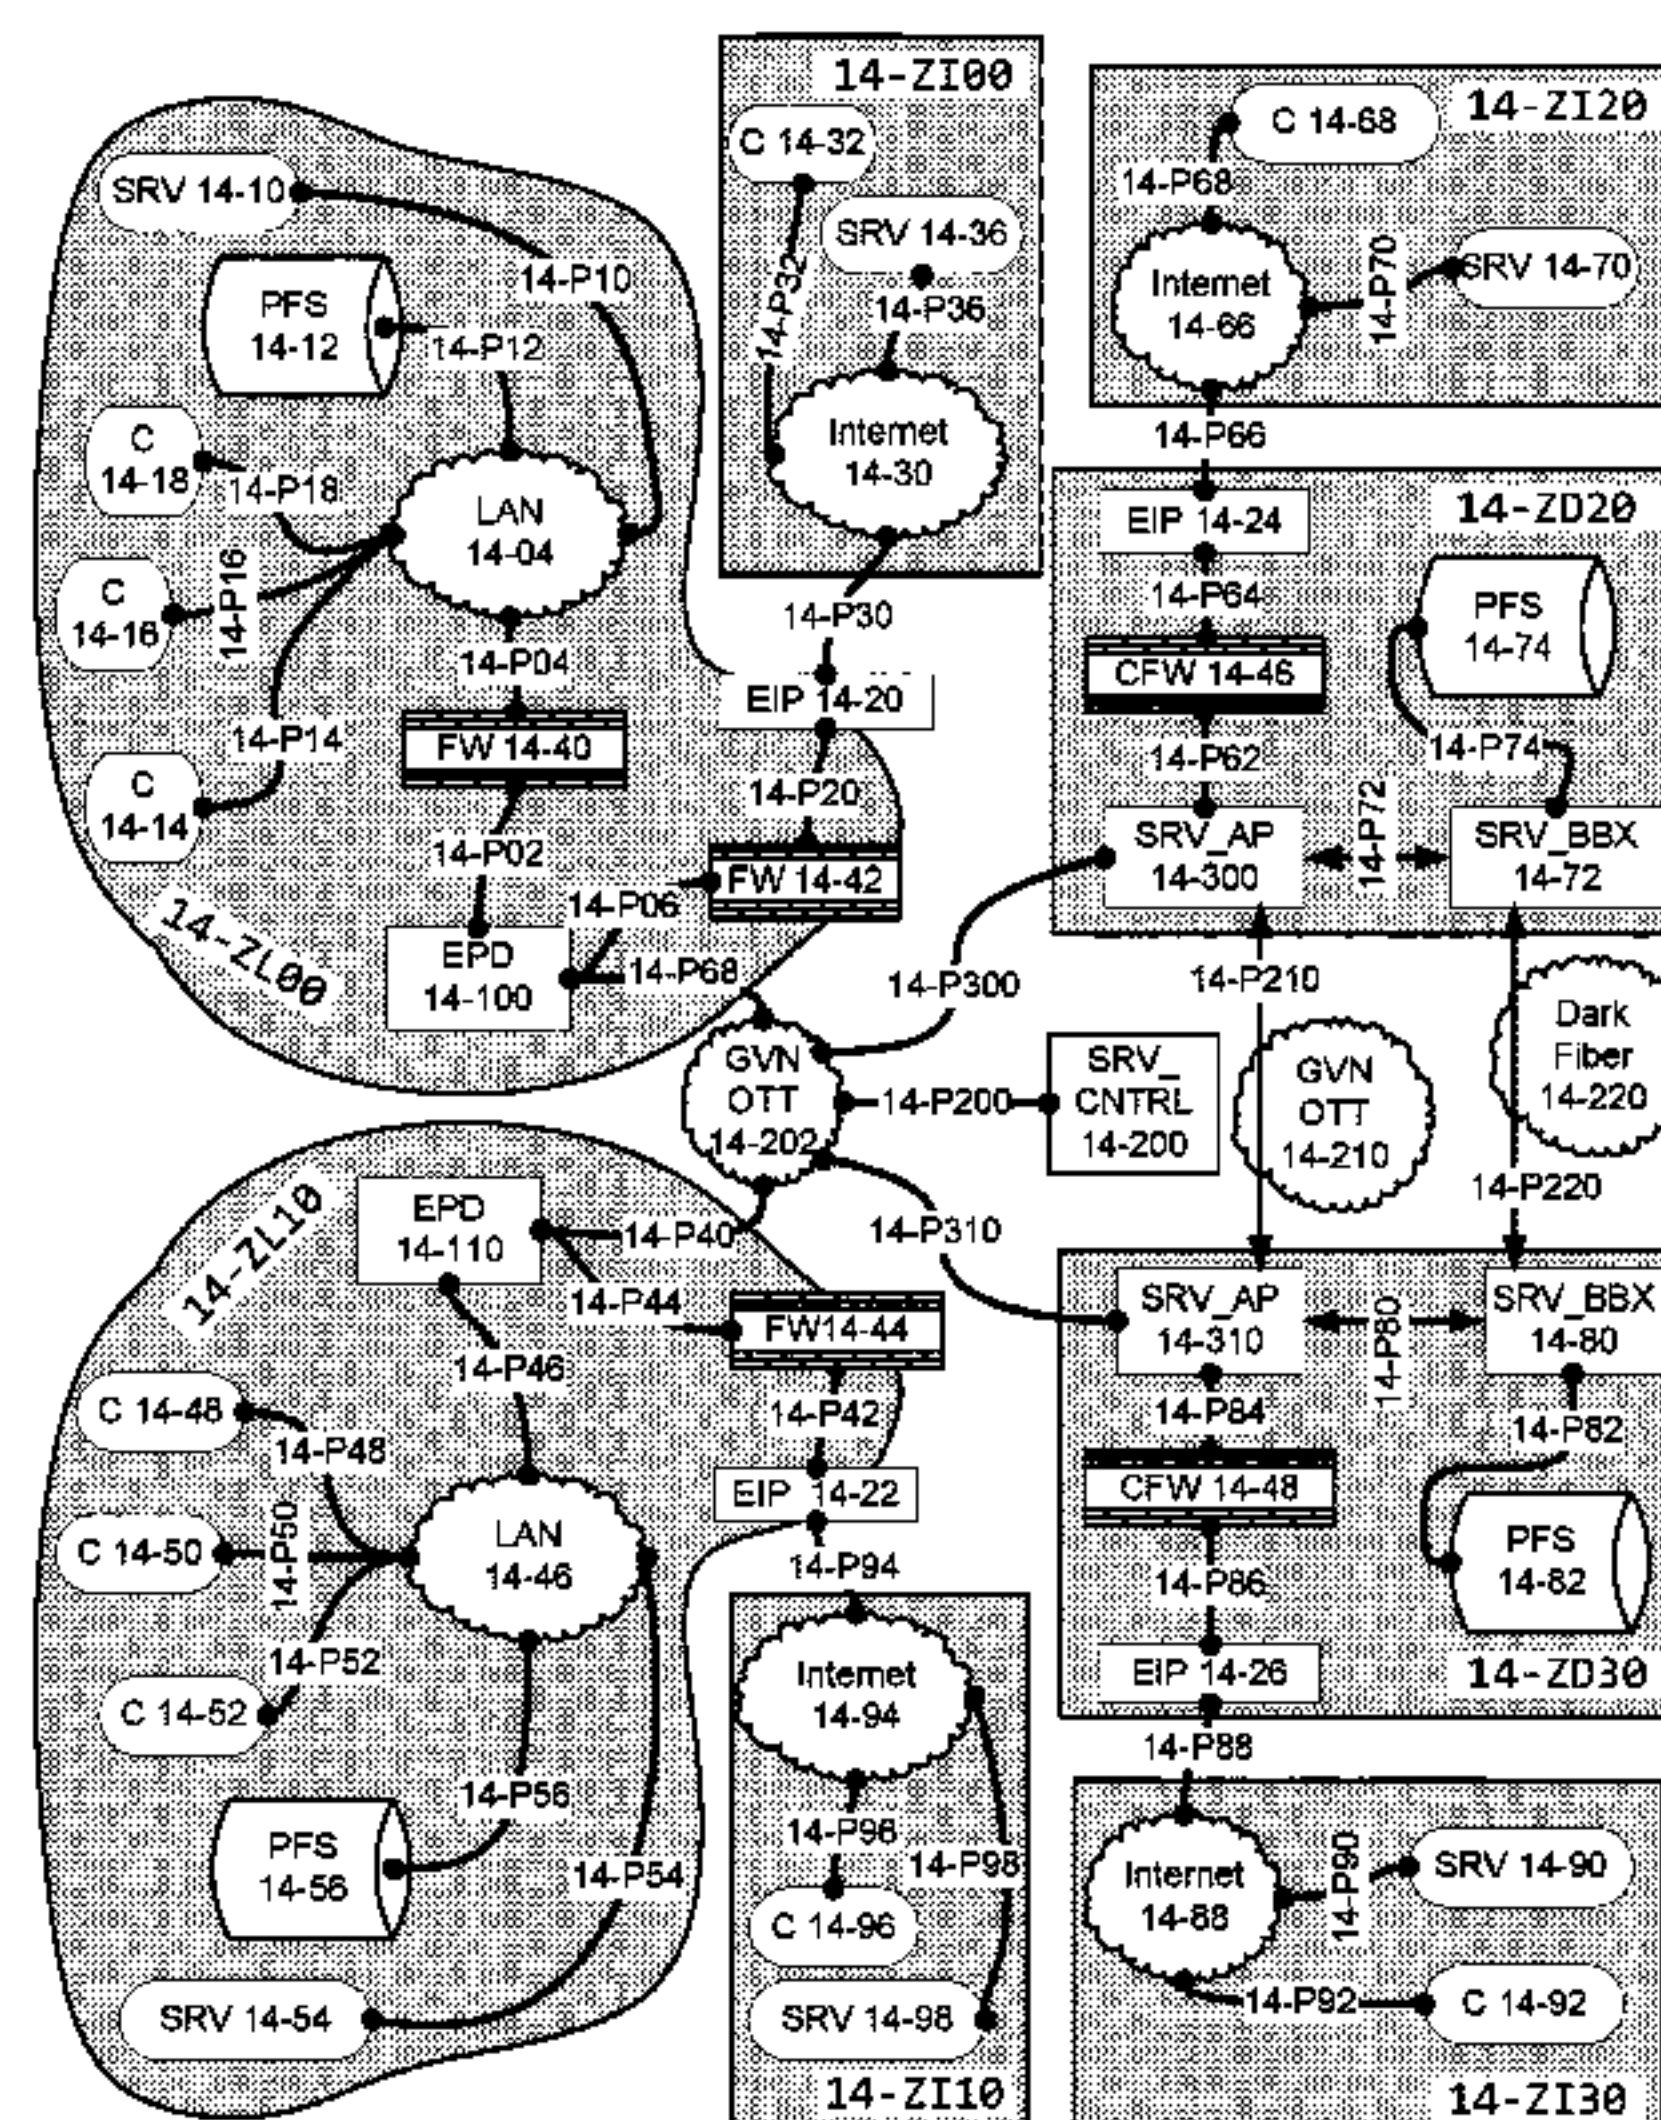 14-ZI00
C 14-32
SRV 14-36
14-P32
14-P36
Internet
14-30
14-P30
14-ZI20
C 14-68
14-P68
Internet
14-66
14-P70
SRV 14-70
14-P66
SRV 14-10
14-P10
PFS
14-12
14-P12
C
14-18
14-P18
LAN
14-04
C
14-16
14-P16
14-P04
14-P14
C
14-14
FW 14-40
14-P02
EPD
14-100
14-P06
14-P68
14-ZL00
EIP 14-20
14-P20
FW 14-42
14-ZD20
EIP 14-24
14-P64
CFW 14-46
14-P62
PFS
14-74
14-P74
SRV_AP
14-300
14-P72
SRV_BBX
14-72
14-P300
14-P210
GVN
OTT
14-202
14-P200
SRV_
CNTRL
14-200
GVN
OTT
14-210
Dark
Fiber
14-220
14-P220
14-P310
14-ZL10
EPD
14-110
14-P40
14-P44
FW14-44
14-P46
14-P42
EIP 14-22
14-P94
C 14-48
14-P48
C 14-50
14-P50
LAN
14-46
14-P52
C 14-52
14-P56
PFS
14-56
14-P54
SRV 14-54
SRV_AP
14-310
14-P80
SRV_BBX
14-80
14-P84
CFW 14-48
14-P86
EIP 14-26
14-P82
PFS
14-82
14-ZD30
14-P88
Internet
14-94
14-P96
14-P98
C 14-96
SRV 14-98
14-ZI10
Internet
14-88
14-P90
SRV 14-90
14-P92
C 14-92
14-ZI30